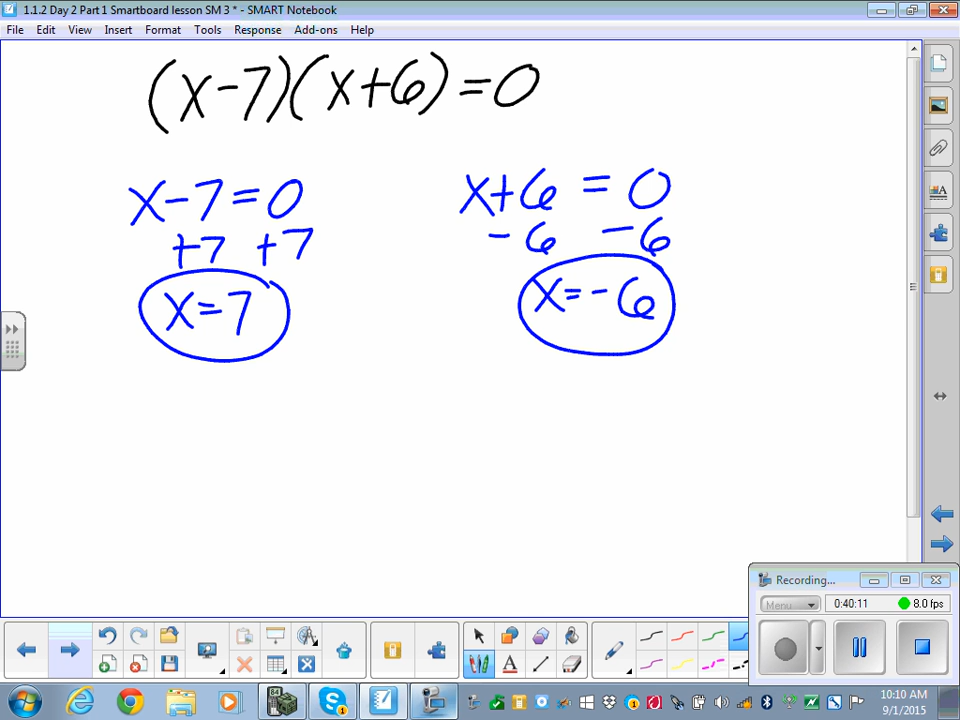 1.1.2 Day 2 Part 1 Smartboard lesson SM 3 * - SMART Notebook
File Edit View Insert Format Tools Response Add-ons Help
(x-7)(x+6)=0
x-7=0
+7 +7
x=7
x+6=0
-6 -6
x=-6
Recording...
Menu 0:40:11 8.0 fps
10:10 AM
9/1/2015